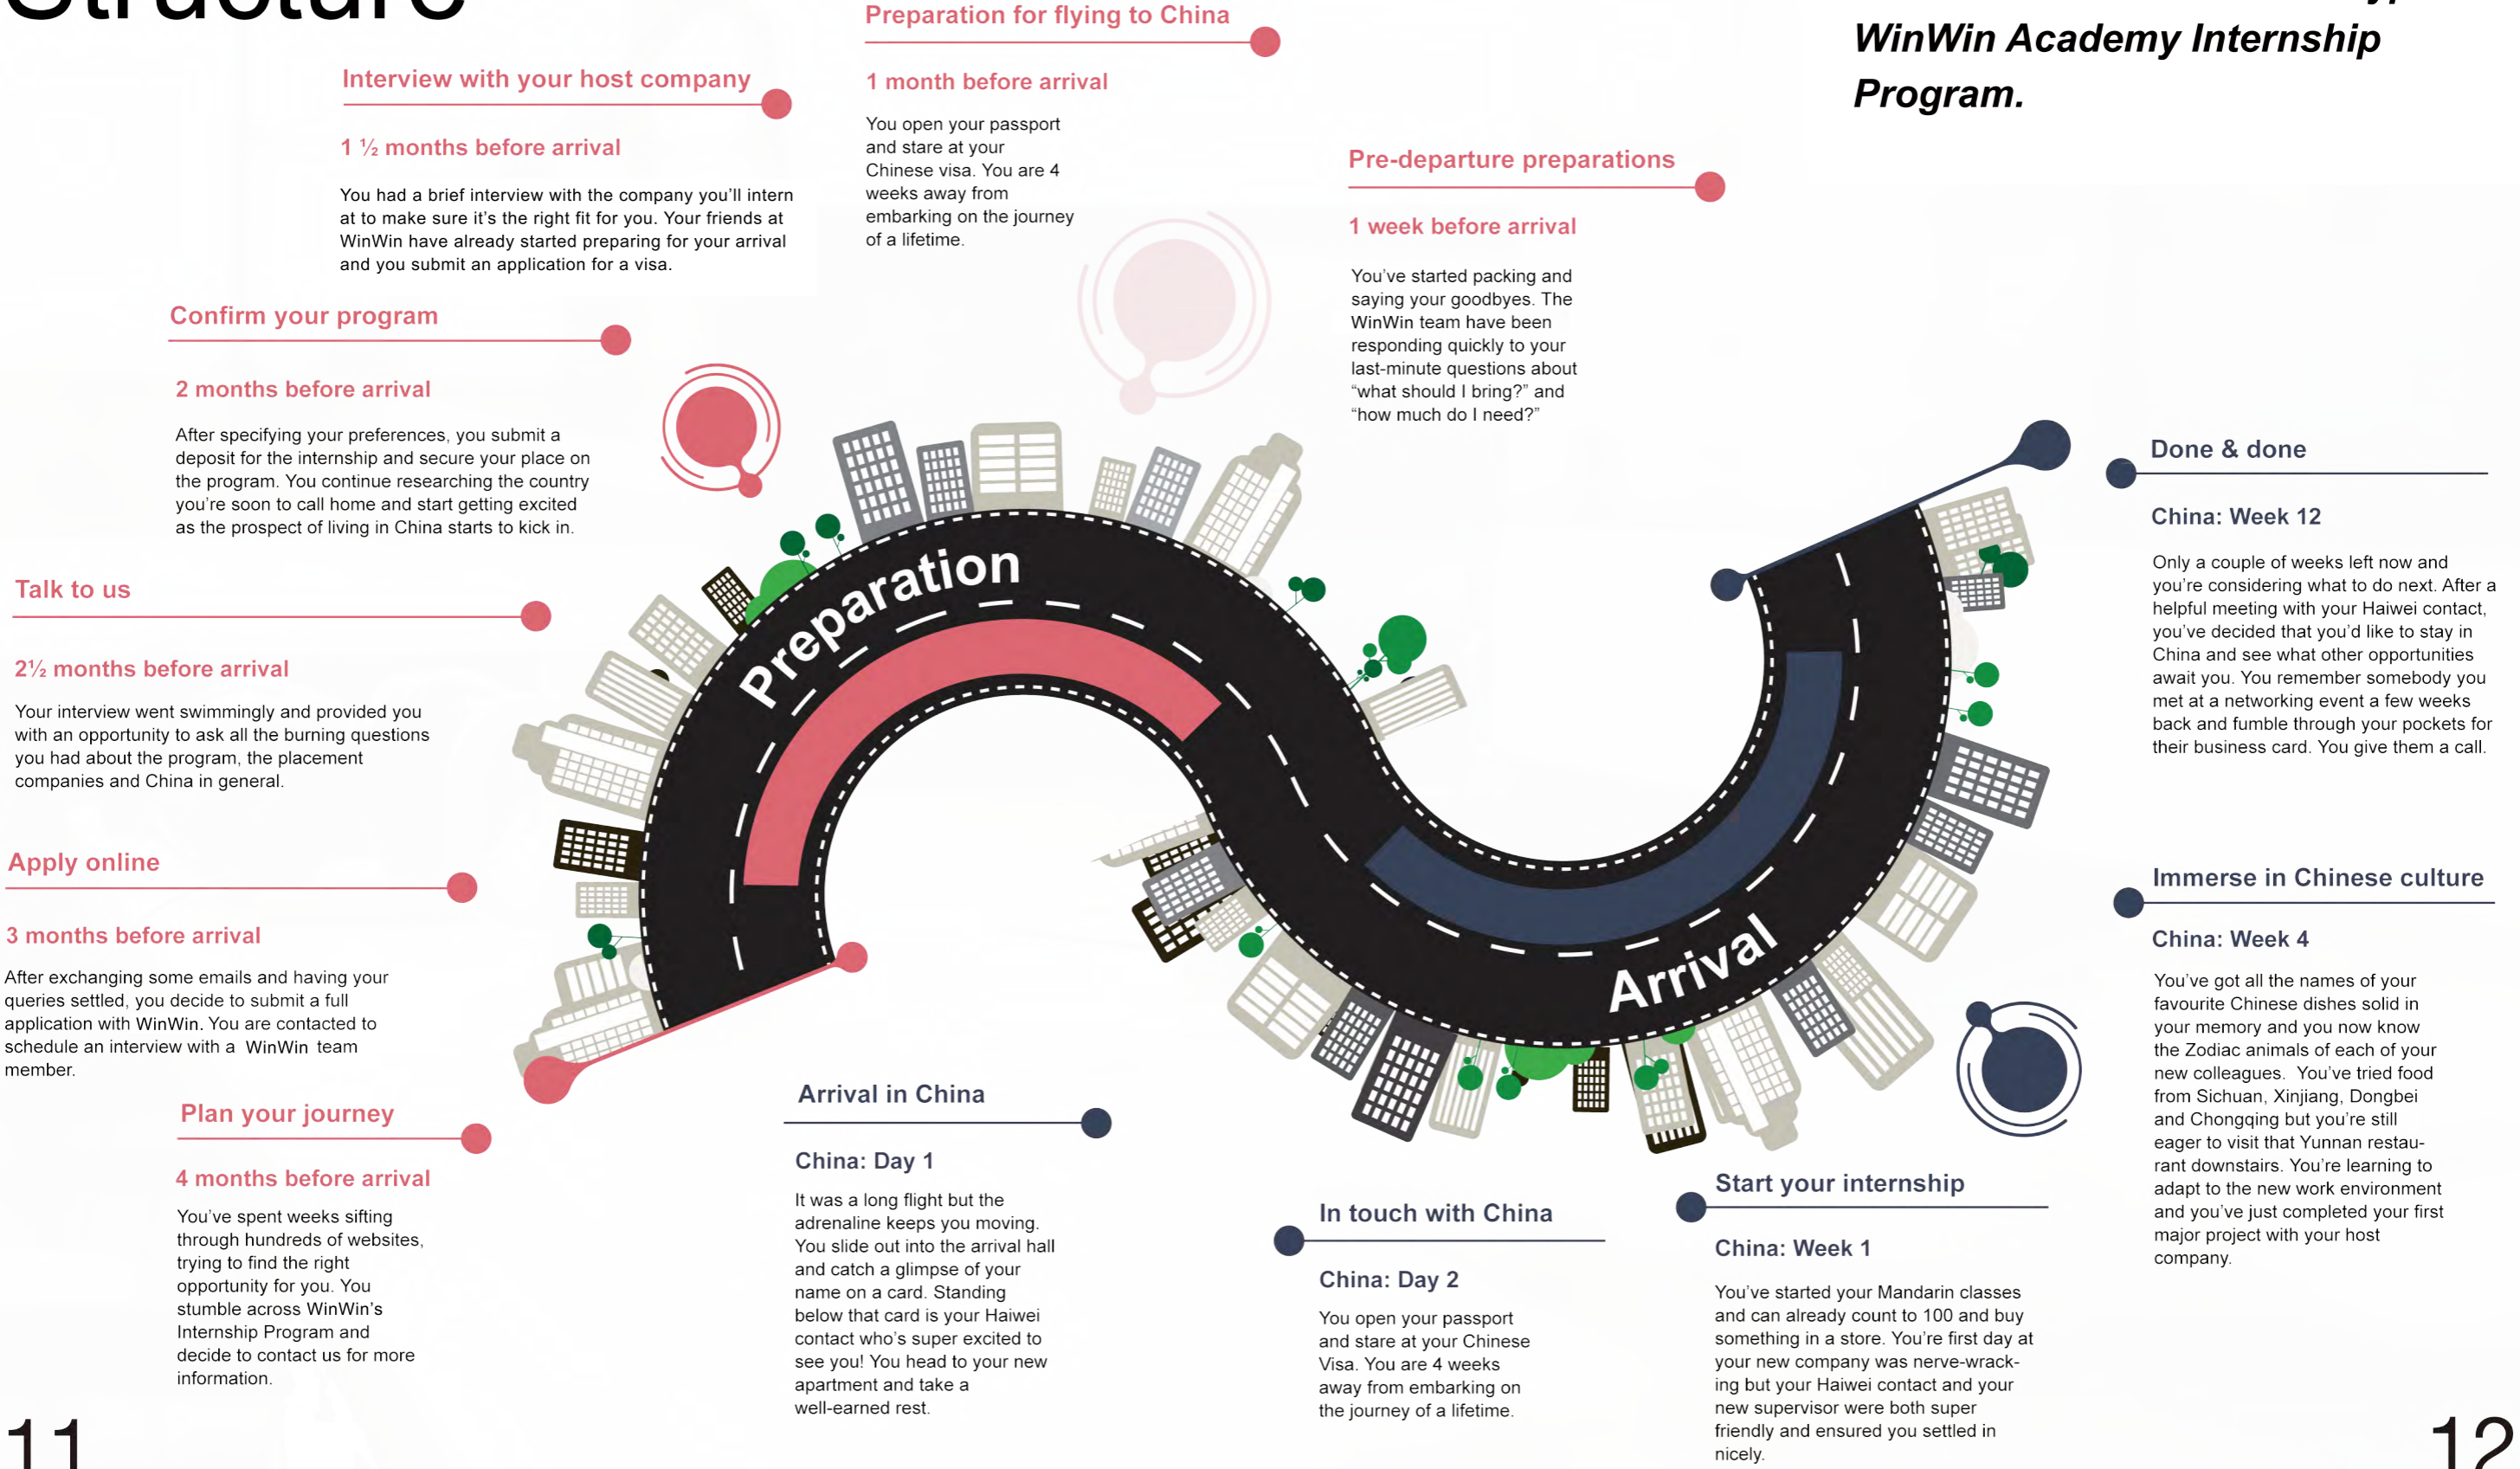 Structure
WinWin Academy Internship
Program.
Preparation for flying to China
1 month before arrival
You open your passport
and stare at your
Chinese visa. You are 4
weeks away from
embarking on the journey
of a lifetime.
Interview with your host company
1 ½ months before arrival
You had a brief interview with the company you'll intern
at to make sure it's the right fit for you. Your friends at
WinWin have already started preparing for your arrival
and you submit an application for a visa.
Pre-departure preparations
1 week before arrival
You've started packing and
saying your goodbyes. The
WinWin team have been
responding quickly to your
last-minute questions about
“what should I bring?” and
“how much do I need?”
Confirm your program
2 months before arrival
After specifying your preferences, you submit a
deposit for the internship and secure your place on
the program. You continue researching the country
you're soon to call home and start getting excited
as the prospect of living in China starts to kick in.
Talk to us
2½ months before arrival
Your interview went swimmingly and provided you
with an opportunity to ask all the burning questions
you had about the program, the placement
companies and China in general.
Apply online
3 months before arrival
After exchanging some emails and having your
queries settled, you decide to submit a full
application with WinWin. You are contacted to
schedule an interview with a WinWin team
member.
Plan your journey
4 months before arrival
You've spent weeks sifting
through hundreds of websites,
trying to find the right
opportunity for you. You
stumble across WinWin's
Internship Program and
decide to contact us for more
information.
Preparation
Arrival
Arrival in China
China: Day 1
It was a long flight but the
adrenaline keeps you moving.
You slide out into the arrival hall
and catch a glimpse of your
name on a card. Standing
below that card is your Haiwei
contact who's super excited to
see you! You head to your new
apartment and take a
well-earned rest.
In touch with China
China: Day 2
You open your passport
and stare at your Chinese
Visa. You are 4 weeks
away from embarking on
the journey of a lifetime.
Start your internship
China: Week 1
You've started your Mandarin classes
and can already count to 100 and buy
something in a store. You're first day at
your new company was nerve-wrack-
ing but your Haiwei contact and your
new supervisor were both super
friendly and ensured you settled in
nicely.
Immerse in Chinese culture
China: Week 4
You've got all the names of your
favourite Chinese dishes solid in
your memory and you now know
the Zodiac animals of each of your
new colleagues. You've tried food
from Sichuan, Xinjiang, Dongbei
and Chongqing but you're still
eager to visit that Yunnan restau-
rant downstairs. You're learning to
adapt to the new work environment
and you've just completed your first
major project with your host
company.
Done & done
China: Week 12
Only a couple of weeks left now and
you're considering what to do next. After a
helpful meeting with your Haiwei contact,
you've decided that you'd like to stay in
China and see what other opportunities
await you. You remember somebody you
met at a networking event a few weeks
back and fumble through your pockets for
their business card. You give them a call.
11
12